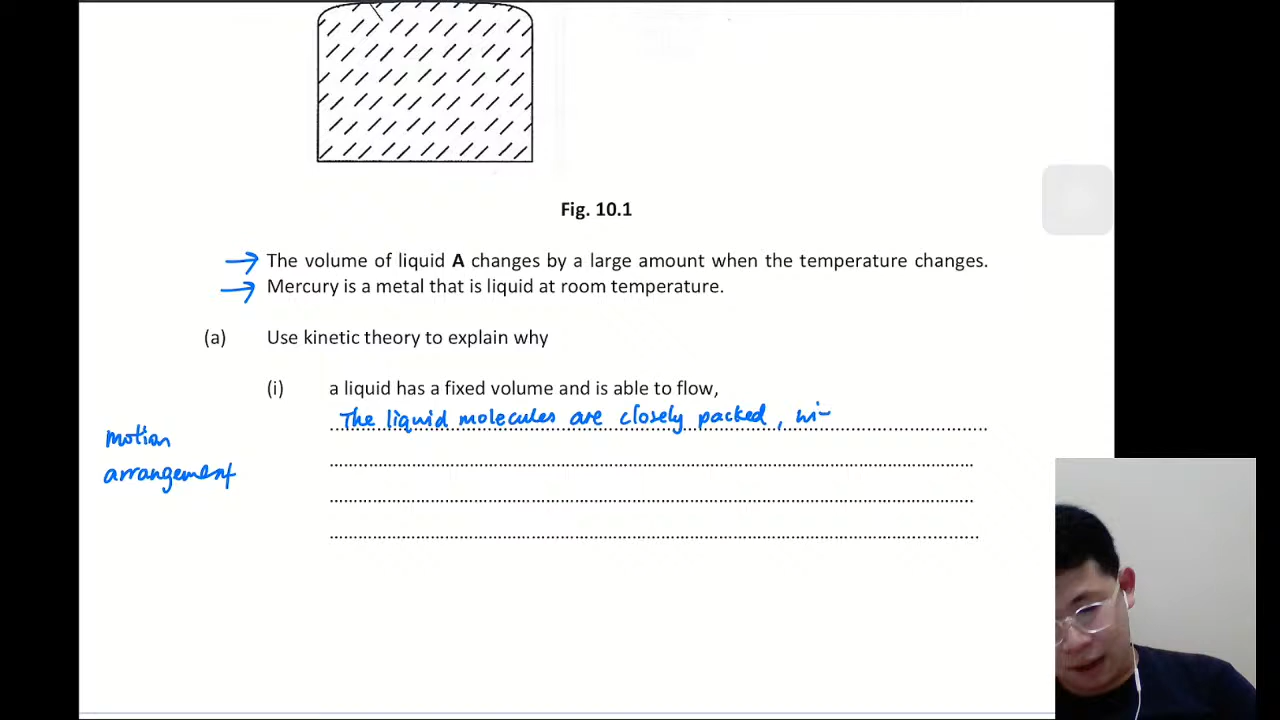 Fig. 10.1
The volume of liquid A changes by a large amount when the temperature changes.
Mercury is a metal that is liquid at room temperature.
(a) Use kinetic theory to explain why
(i) a liquid has a fixed volume and is able to flow,
The liquid molecules are closely packed, wi
motion
arrangement